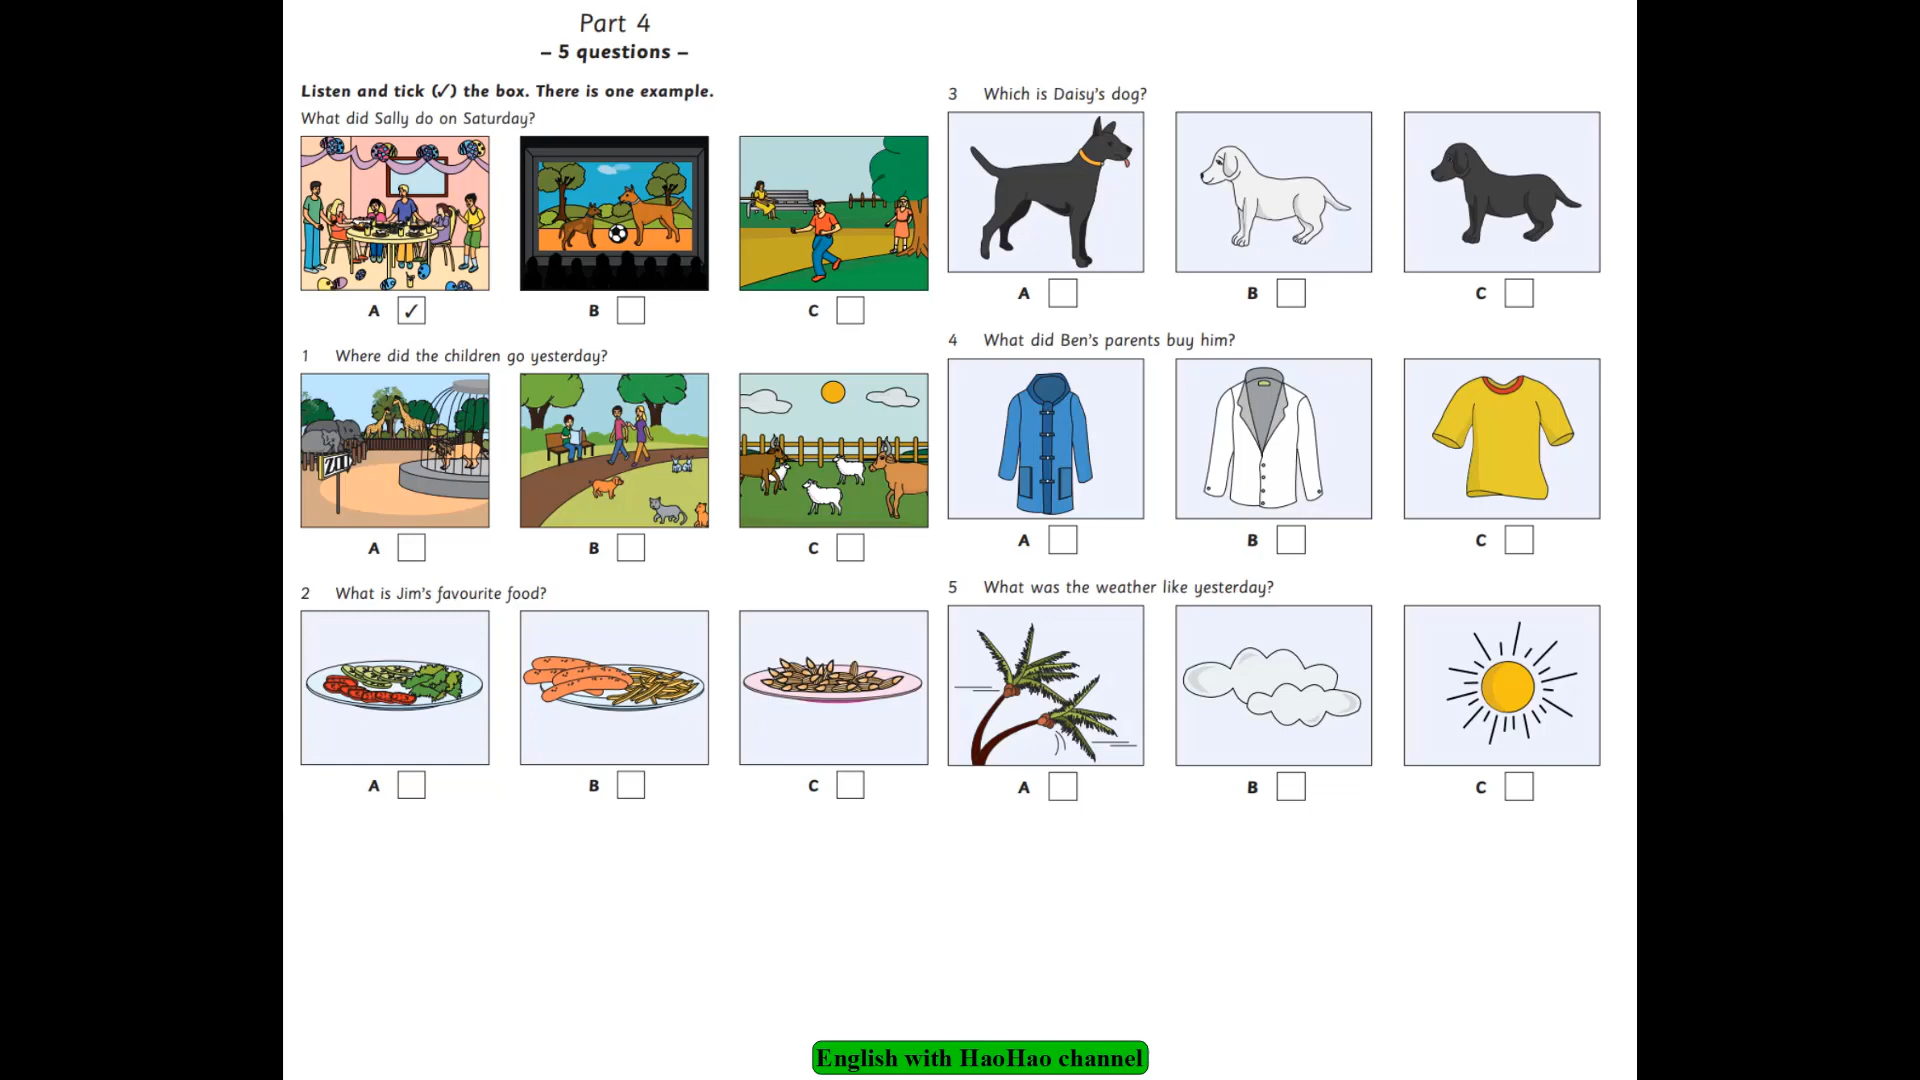 Part 4
– 5 questions –
Listen and tick (✓) the box. There is one example.
What did Sally do on Saturday?
A ✓ B C
1 Where did the children go yesterday?
ZOO
A B C
2 What is Jim's favourite food?
A B C
3 Which is Daisy's dog?
A B C
4 What did Ben's parents buy him?
A B C
5 What was the weather like yesterday?
A B C
English with HaoHao channel